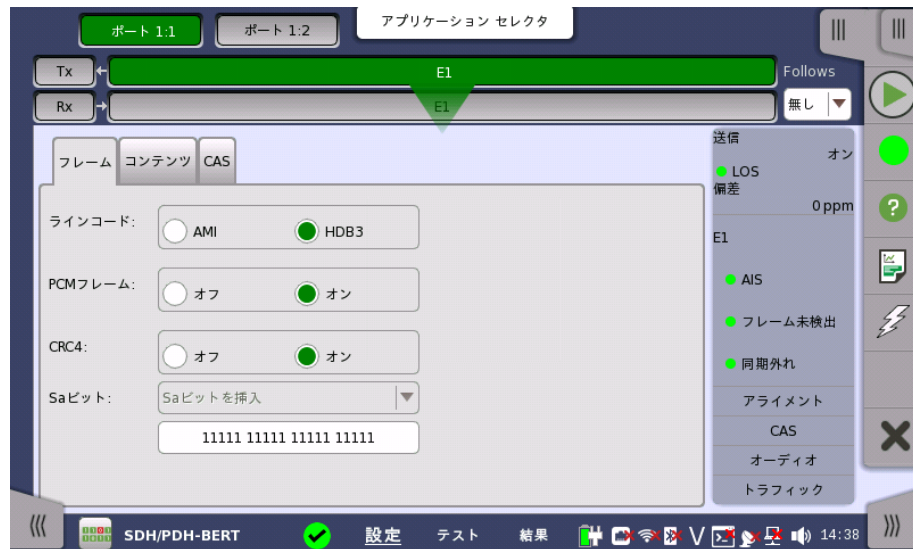 アプリケーション セレクタ
ポート 1:1
ポート 1:2
Tx
E1
Follows
Rx
E1
無し
フレーム
コンテンツ
CAS
ラインコード:
AMI
HDB3
PCMフレーム:
オフ
オン
CRC4:
オフ
オン
Saビット:
Saビットを挿入
11111 11111 11111 11111
送信
オン
LOS
偏差
0 ppm
E1
AIS
フレーム未検出
同期外れ
アライメント
CAS
オーディオ
トラフィック
SDH/PDH-BERT
設定
テスト
結果
V
14:38